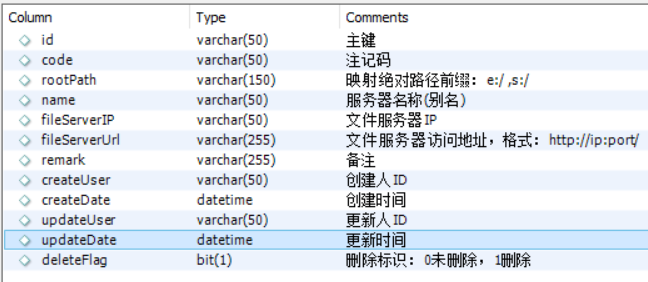 Column Type Comments
id varchar(50) 主键
code varchar(50) 注记码
rootPath varchar(150) 映射绝对路径前缀：e:/ ,s:/
name varchar(50) 服务器名称(别名)
fileServerIP varchar(50) 文件服务器IP
fileServerUrl varchar(255) 文件服务器访问地址，格式：http://ip:port/
remark varchar(255) 备注
createUser varchar(50) 创建人ID
createDate datetime 创建时间
updateUser varchar(50) 更新人ID
updateDate datetime 更新时间
deleteFlag bit(1) 删除标识：0未删除，1删除